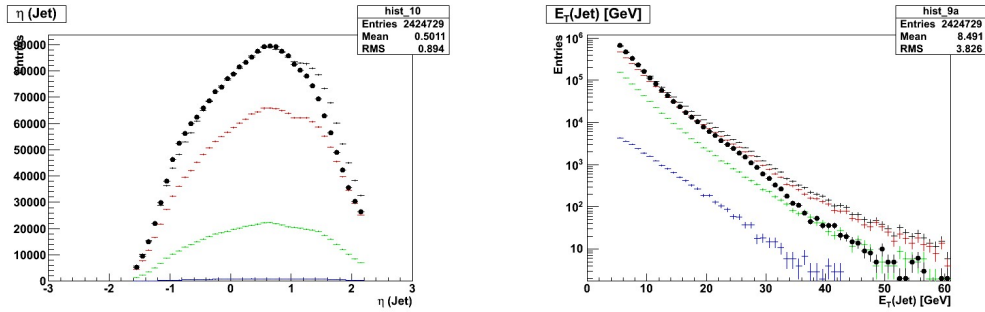 η (Jet)
hist_10
Entries 2424729
Mean 0.5011
RMS 0.894
Entries
90000
80000
70000
60000
50000
40000
30000
20000
10000
0
-3 -2 -1 0 1 2 3
η (Jet)
E_T(Jet) [GeV]
hist_9a
Entries 2424729
Mean 8.491
RMS 3.826
Entries
10^6
10^5
10^4
10^3
10^2
10
0 10 20 30 40 50 60
E_T(Jet) [GeV]